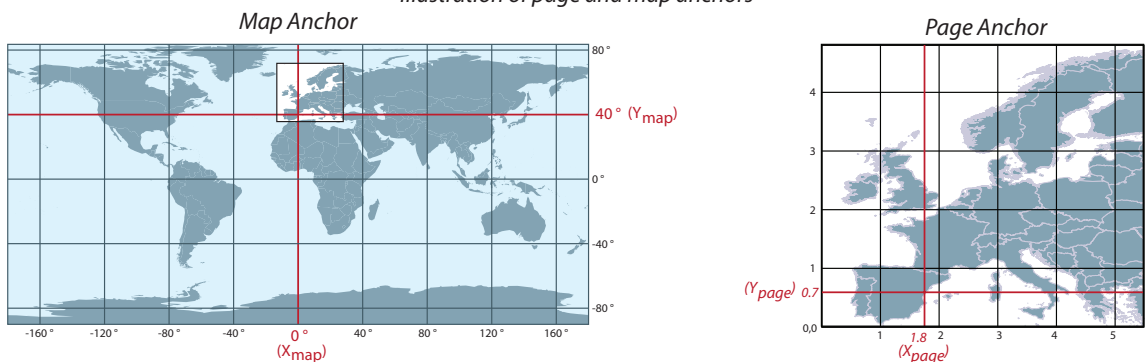 Illustration of page and map anchors
Map Anchor
80°
40° (Ymap)
0°
-40°
-80°
-160° -120° -80° -40° 0 40° 80° 120° 160°
(Xmap)
Page Anchor
4
3
2
1
(Ypage) 0.7
0,0
1 1.8 2 3 4 5
(Xpage)